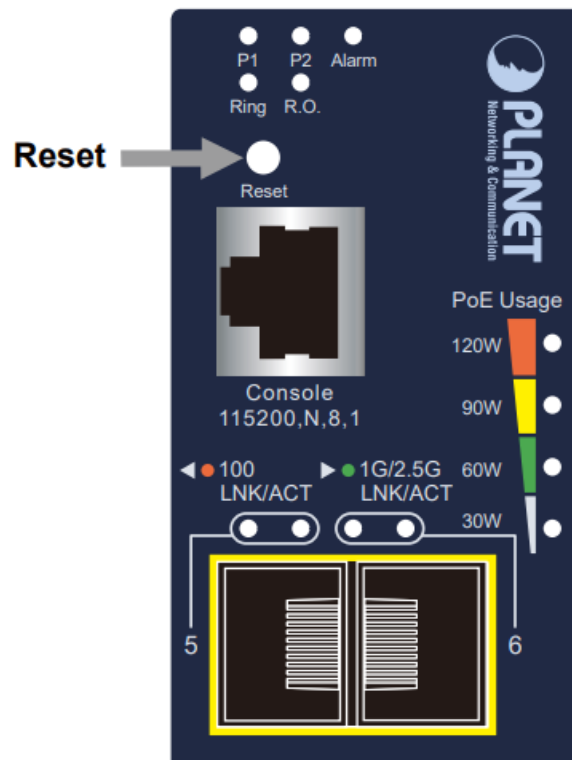 P1 P2 Alarm
Ring R.O.
Reset
Reset
PLANET
Networking & Communication
Console
115200,N,8,1
PoE Usage
120W
90W
60W
30W
100
LNK/ACT
1G/2.5G
LNK/ACT
5
6